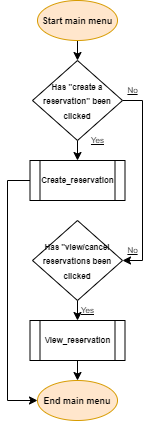 Start main menu
Has "create a
reservation" been
clicked
No
Yes
Create_reservation
Has "view/cancel
reservations been
clicked
No
Yes
View_reservation
End main menu